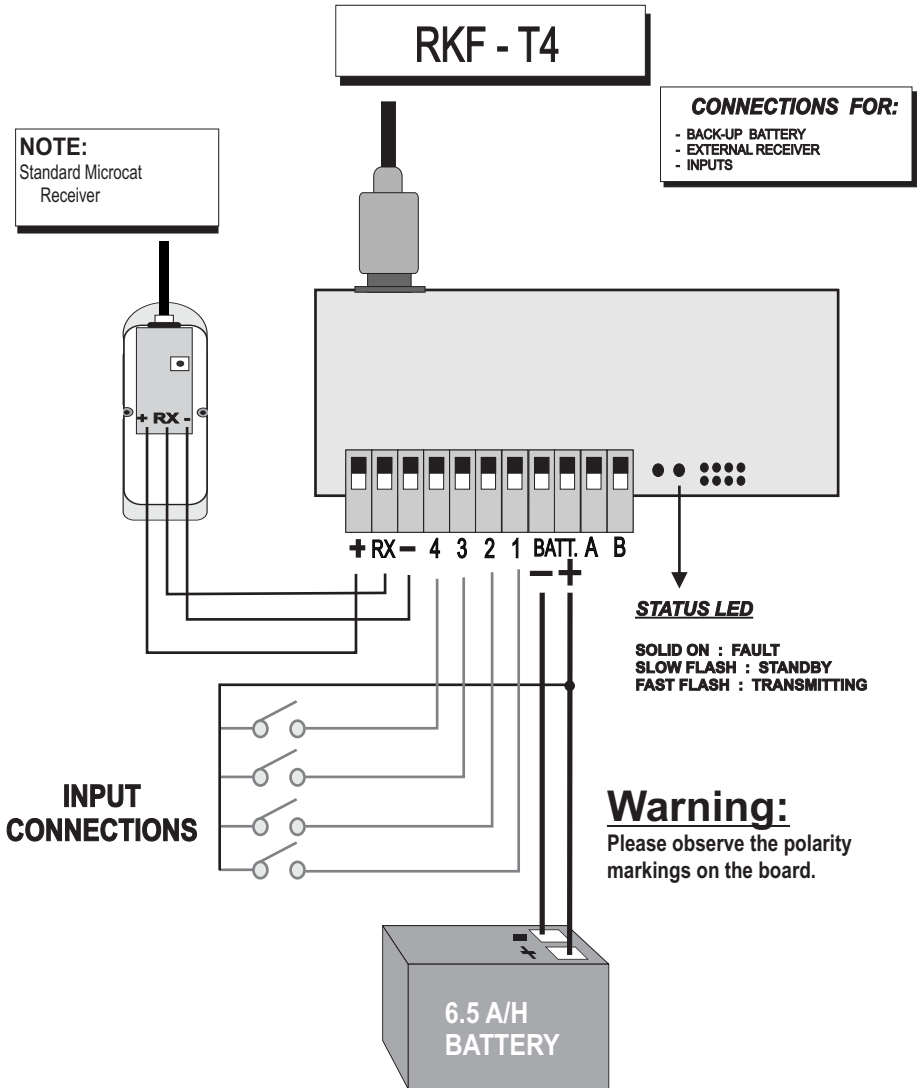 RKF - T4
CONNECTIONS FOR:
- BACK-UP BATTERY
- EXTERNAL RECEIVER
- INPUTS
NOTE:
Standard Microcat
Receiver
+ RX -
+ RX - 4 3 2 1 BATT. A B
- +
STATUS LED
SOLID ON : FAULT
SLOW FLASH : STANDBY
FAST FLASH : TRANSMITTING
INPUT
CONNECTIONS
Warning:
Please observe the polarity
markings on the board.
-
+
6.5 A/H
BATTERY